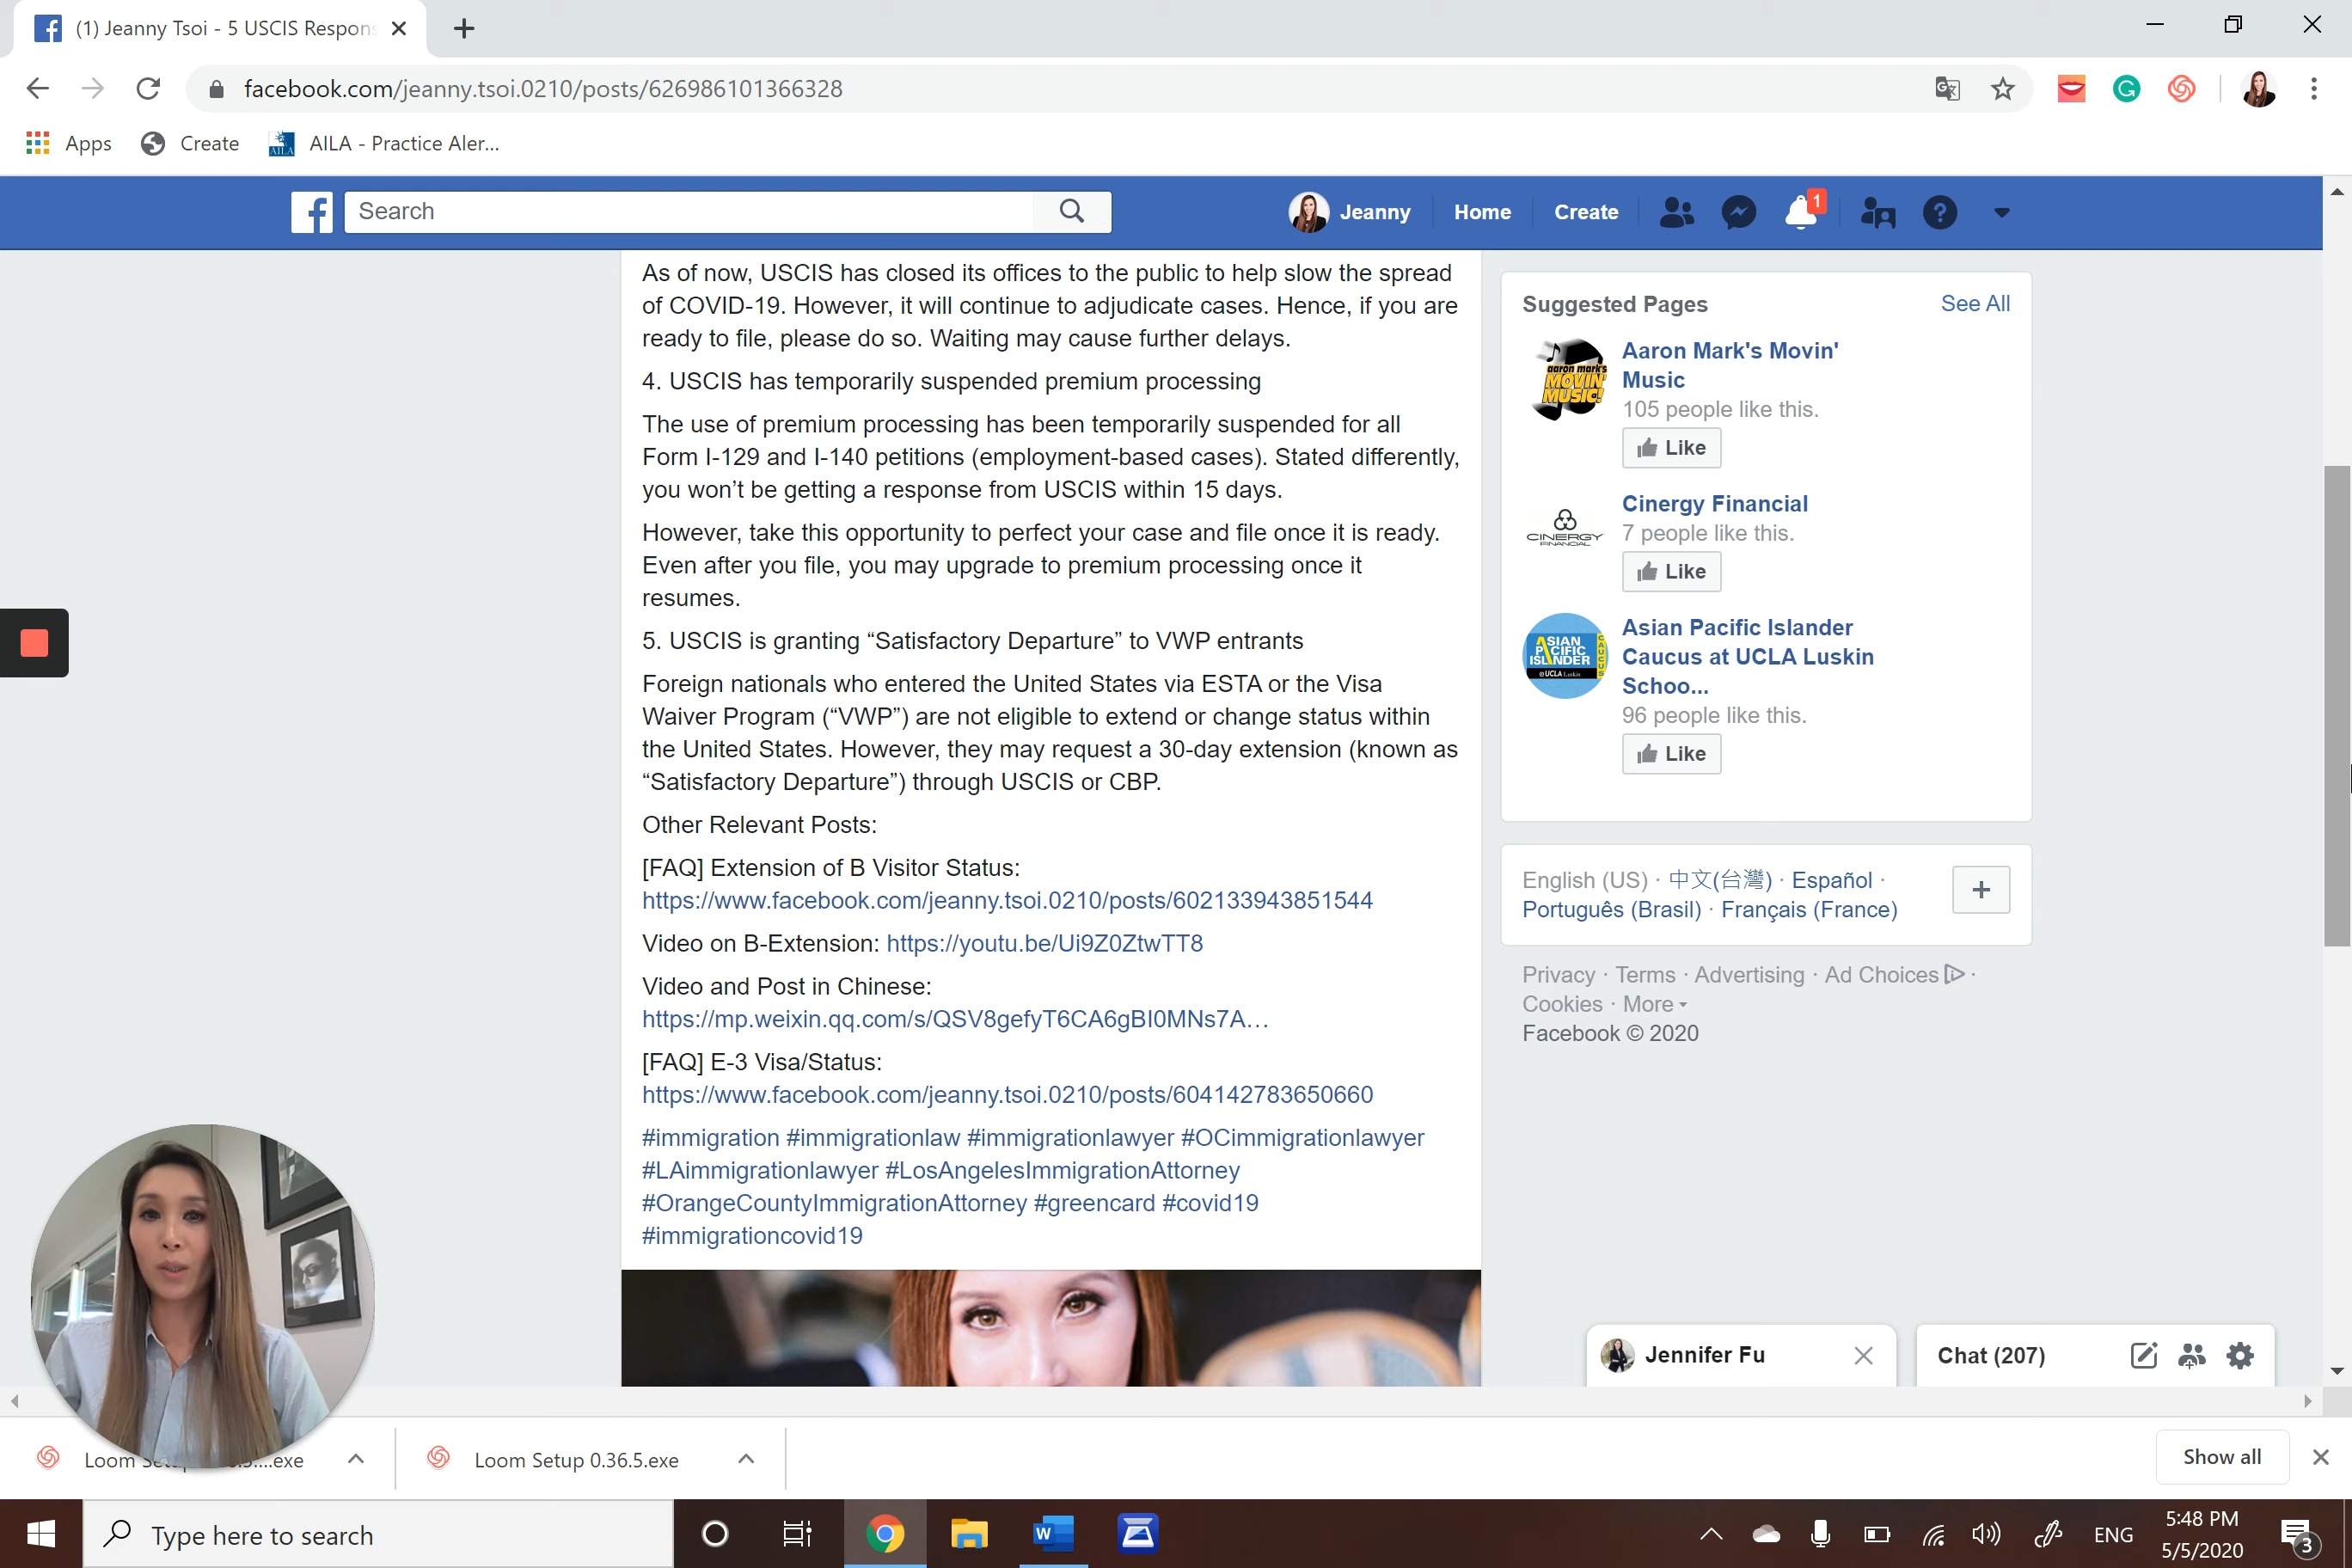 (1) Jeanny Tsoi - 5 USCIS Respon
facebook.com/jeanny.tsoi.0210/posts/626986101366328
Apps
Create
AILA
AILA - Practice Aler...
Search
Jeanny
Home
Create
1
As of now, USCIS has closed its offices to the public to help slow the spread
of COVID-19. However, it will continue to adjudicate cases. Hence, if you are
ready to file, please do so. Waiting may cause further delays.
4. USCIS has temporarily suspended premium processing
The use of premium processing has been temporarily suspended for all
Form I-129 and I-140 petitions (employment-based cases). Stated differently,
you won’t be getting a response from USCIS within 15 days.
However, take this opportunity to perfect your case and file once it is ready.
Even after you file, you may upgrade to premium processing once it
resumes.
5. USCIS is granting “Satisfactory Departure” to VWP entrants
Foreign nationals who entered the United States via ESTA or the Visa
Waiver Program (“VWP”) are not eligible to extend or change status within
the United States. However, they may request a 30-day extension (known as
“Satisfactory Departure”) through USCIS or CBP.
Other Relevant Posts:
[FAQ] Extension of B Visitor Status:
https://www.facebook.com/jeanny.tsoi.0210/posts/602133943851544
Video on B-Extension: https://youtu.be/Ui9Z0ZtwTT8
Video and Post in Chinese:
https://mp.weixin.qq.com/s/QSV8gefyT6CA6gBI0MNs7A…
[FAQ] E-3 Visa/Status:
https://www.facebook.com/jeanny.tsoi.0210/posts/604142783650660
#immigration #immigrationlaw #immigrationlawyer #OCimmigrationlawyer
#LAimmigrationlawyer #LosAngelesImmigrationAttorney
#OrangeCountyImmigrationAttorney #greencard #covid19
#immigrationcovid19
Suggested Pages
See All
aaron mark's
MOVIN'
MUSIC!
Aaron Mark's Movin'
Music
105 people like this.
Like
CINERGY
FINANCIAL
Cinergy Financial
7 people like this.
Like
ASIAN
PACIFIC
ISLANDER
CAUCUS
@UCLA Luskin
Asian Pacific Islander
Caucus at UCLA Luskin
Schoo...
96 people like this.
Like
English (US) · 中文(台灣) · Español ·
Português (Brasil) · Français (France)
Privacy · Terms · Advertising · Ad Choices ·
Cookies · More
Facebook © 2020
Jennifer Fu
Chat (207)
Loom
....exe
Loom Setup 0.36.5.exe
Show all
Type here to search
ENG
5:48 PM
5/5/2020
3